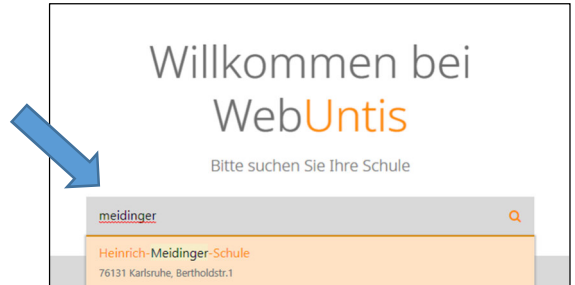 Willkommen bei
WebUntis
Bitte suchen Sie Ihre Schule
meidinger
Heinrich-Meidinger-Schule
76131 Karlsruhe, Bertholdstr.1